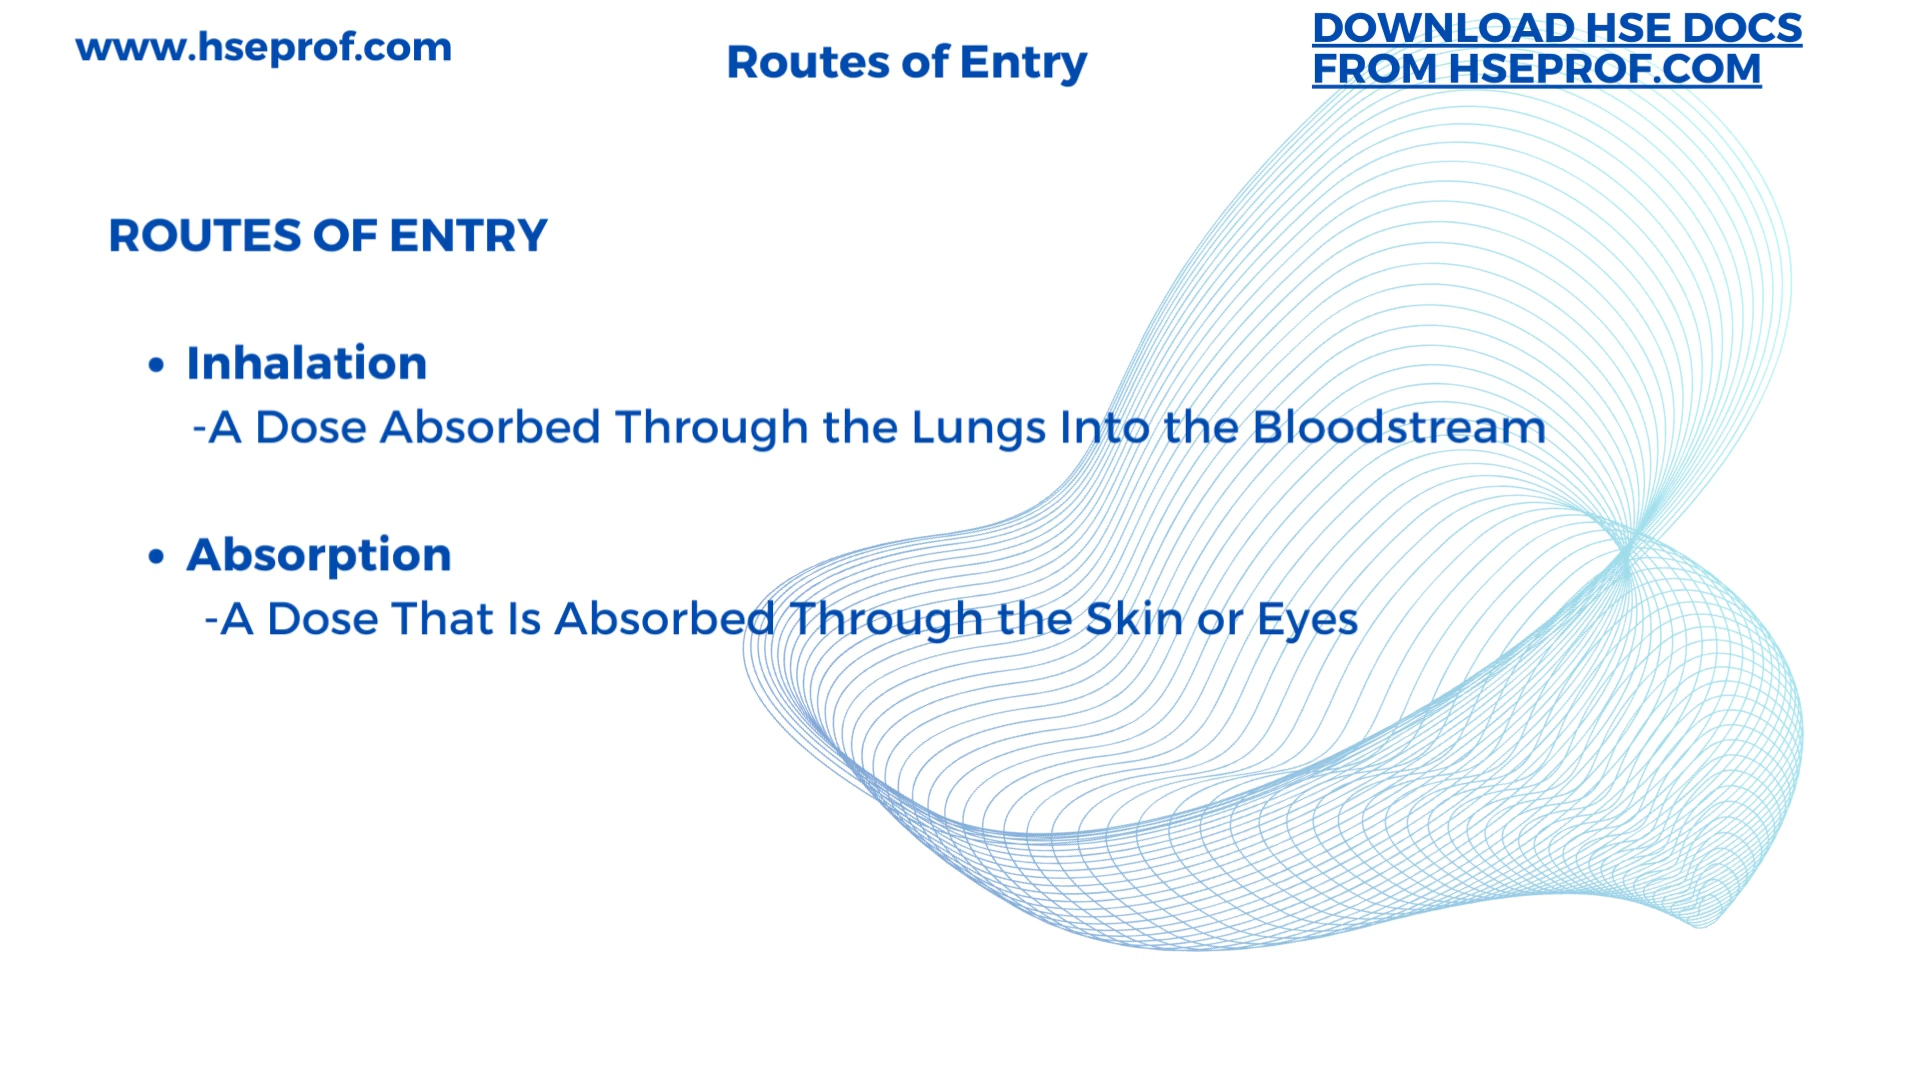 www.hseprof.com
Routes of Entry
DOWNLOAD HSE DOCS
FROM HSEPROF.COM
ROUTES OF ENTRY
• Inhalation
-A Dose Absorbed Through the Lungs Into the Bloodstream
• Absorption
-A Dose That Is Absorbed Through the Skin or Eyes